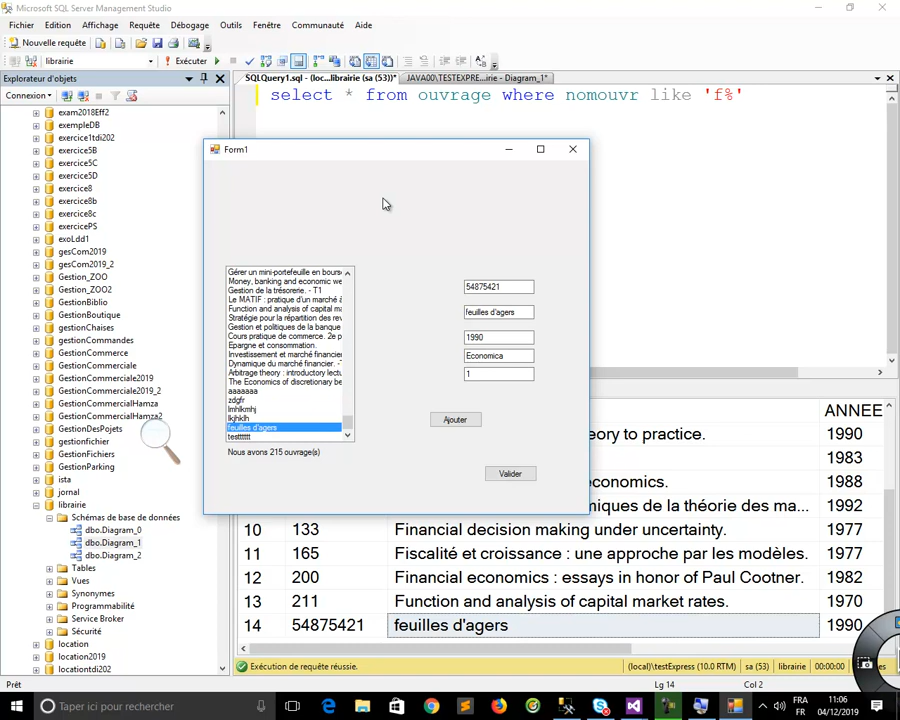 Microsoft SQL Server Management Studio
Fichier Edition Affichage Requête Débogage Outils Fenêtre Communauté Aide
Nouvelle requête
librairie Exécuter
Explorateur d'objets
Connexion
SQLQuery1.sql - (loc...librairie (sa (53))* JAVA00\TESTEXPRE...irie - Diagram_1*
select * from ouvrage where nomouvr like 'f%'
exam2018Eff2
exempleDB
exercice1tdi202
exercice5B
exercice5C
exercice5D
exercice8
exercice8b
exercice8c
exercicePS
exoLdd1
gesCom2019
gesCom2019_2
Gestion_ZOO
Gestion_ZOO2
GestionBiblio
GestionBoutique
gestionChaises
gestionCommandes
GestionCommerce
GestionCommerciale
GestionCommerciale2019
GestionCommerciale2019_2
GestionCommercialHamza
GestionCommercialHamza2
GestionDesPojets
gestionfichier
GestionFichiers
GestionParking
ista
jornal
librairie
Schémas de base de données
dbo.Diagram_0
dbo.Diagram_1
dbo.Diagram_2
Tables
Vues
Synonymes
Programmabilité
Service Broker
Sécurité
location
location2019
locationtdi202
Form1
Gérer un mini-portefeuille en bours
Money, banking and economic we
Gestion de la trésorerie. - T1
Le MATIF : pratique d'un marché à
Function and analysis of capital ma
Stratégie pour la répartition des rev
Gestion et politiques de la banque
Cours pratique de commerce. 2e p
Epargne et consommation.
Investissement et marché financier
Dynamique du marché financier. -T
Arbitrage theory : introductory lectu
The Economics of discretionary be
aaaaaaa
zdgfr
lmhlkmhj
lkjhklh
feuilles d'agers
testttttt
Nous avons 215 ouvrage(s)
54875421
feuilles d'agers
1990
Economica
1
Ajouter
Valider
ANNEE
eory to practice. 1990
1983
conomics. 1988
miques de la théorie des ma... 1992
10 133 Financial decision making under uncertainty. 1977
11 165 Fiscalité et croissance : une approche par les modèles. 1977
12 200 Financial economics : essays in honor of Paul Cootner. 1982
13 211 Function and analysis of capital market rates. 1970
14 54875421 feuilles d'agers 1990
Exécution de requête réussie. (local)\testExpress (10.0 RTM) sa (53) librairie 00:00:00 es
Prêt Lg 14 Col 2
Taper ici pour rechercher
FRA
FR
11:06
04/12/2019